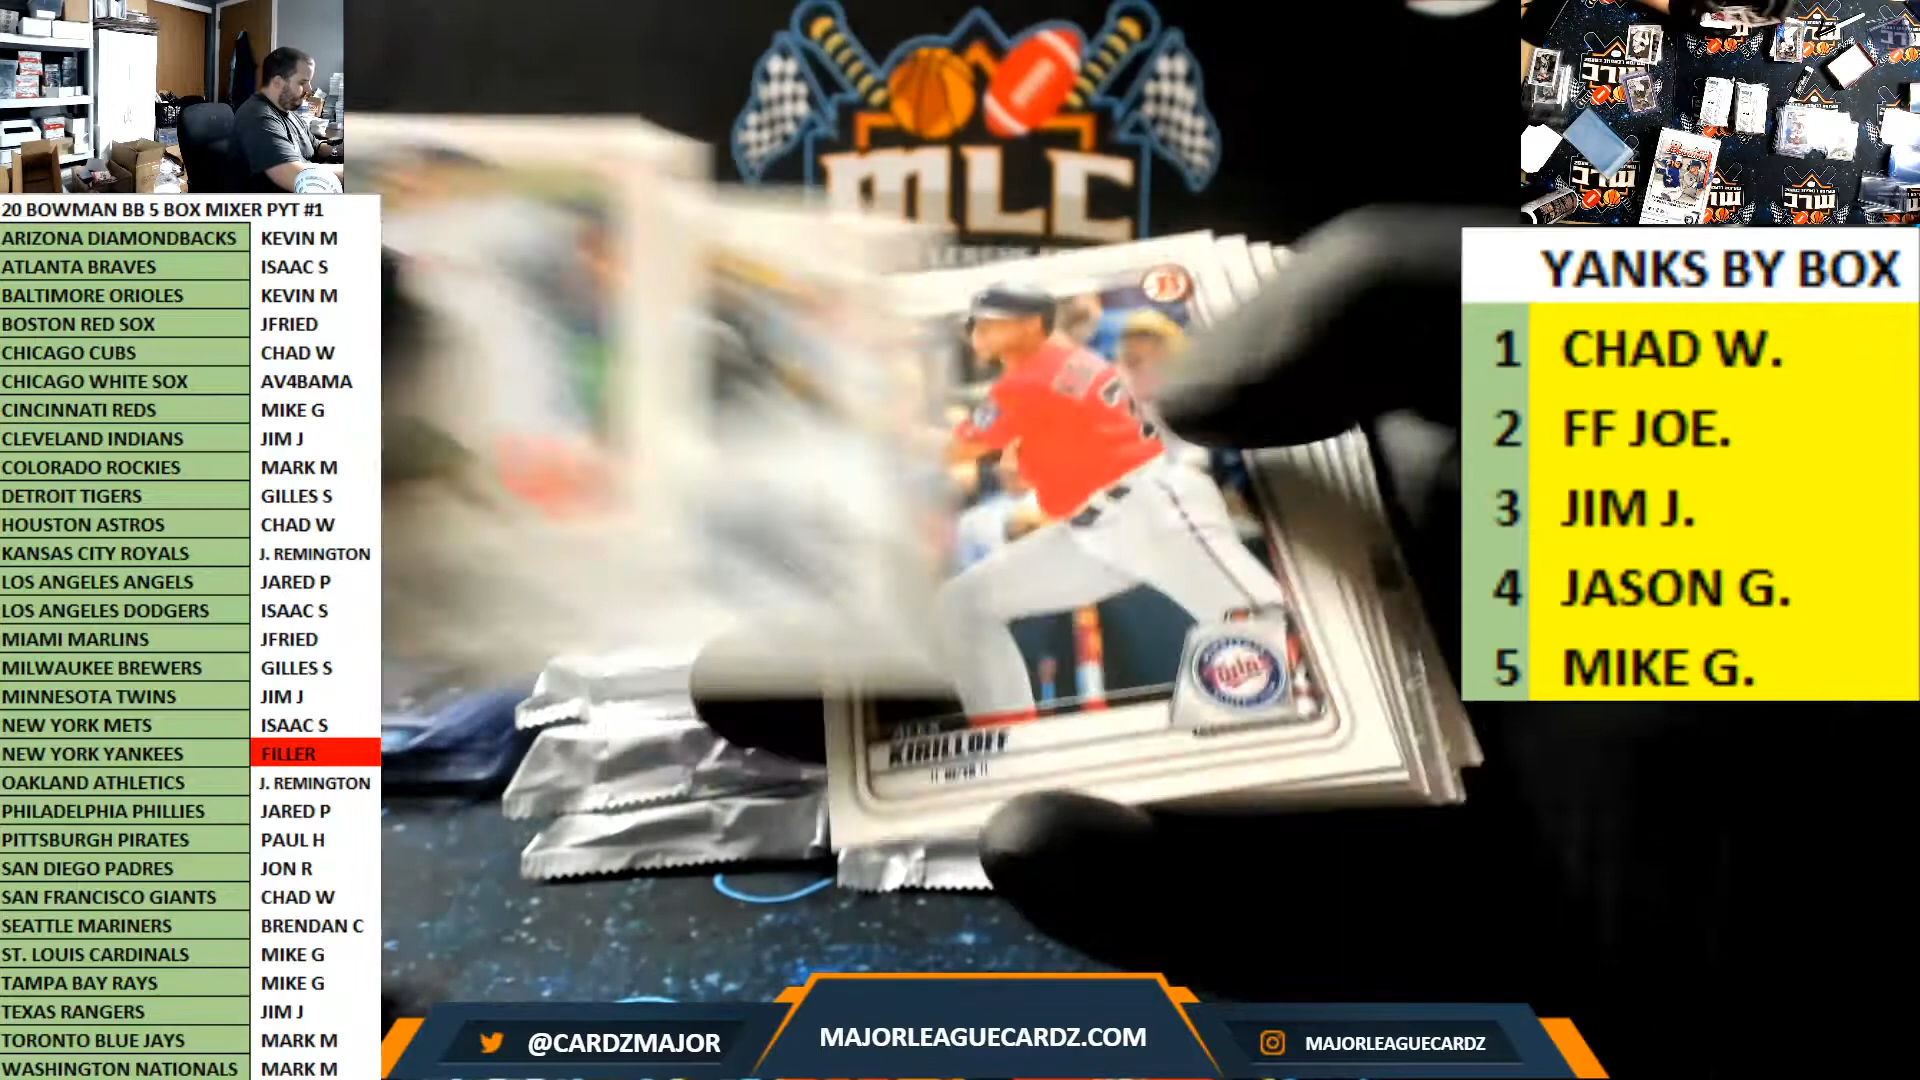 20 BOWMAN BB 5 BOX MIXER PYT #1
ARIZONA DIAMONDBACKS KEVIN M
ATLANTA BRAVES ISAAC S
BALTIMORE ORIOLES KEVIN M
BOSTON RED SOX JFRIED
CHICAGO CUBS CHAD W
CHICAGO WHITE SOX AV4BAMA
CINCINNATI REDS MIKE G
CLEVELAND INDIANS JIM J
COLORADO ROCKIES MARK M
DETROIT TIGERS GILLES S
HOUSTON ASTROS CHAD W
KANSAS CITY ROYALS J. REMINGTON
LOS ANGELES ANGELS JARED P
LOS ANGELES DODGERS ISAAC S
MIAMI MARLINS JFRIED
MILWAUKEE BREWERS GILLES S
MINNESOTA TWINS JIM J
NEW YORK METS ISAAC S
NEW YORK YANKEES FILLER
OAKLAND ATHLETICS J. REMINGTON
PHILADELPHIA PHILLIES JARED P
PITTSBURGH PIRATES PAUL H
SAN DIEGO PADRES JON R
SAN FRANCISCO GIANTS CHAD W
SEATTLE MARINERS BRENDAN C
ST. LOUIS CARDINALS MIKE G
TAMPA BAY RAYS MIKE G
TEXAS RANGERS JIM J
TORONTO BLUE JAYS MARK M
WASHINGTON NATIONALS MARK M
MLC
ALEX
KIRILLOFF
Twins
YANKS BY BOX
1 CHAD W.
2 FF JOE.
3 JIM J.
4 JASON G.
5 MIKE G.
@CARDZMAJOR
MAJORLEAGUECARDZ.COM
MAJORLEAGUECARDZ